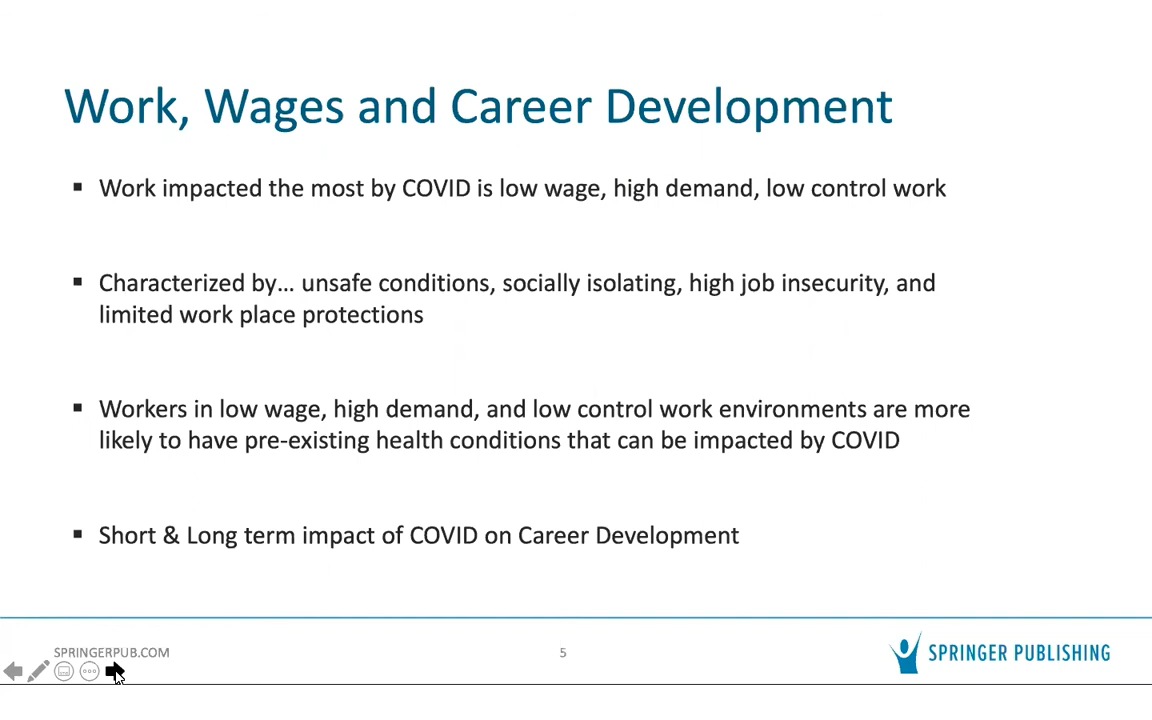 Work, Wages and Career Development
▪ Work impacted the most by COVID is low wage, high demand, low control work
▪ Characterized by... unsafe conditions, socially isolating, high job insecurity, and
limited work place protections
▪ Workers in low wage, high demand, and low control work environments are more
likely to have pre-existing health conditions that can be impacted by COVID
▪ Short & Long term impact of COVID on Career Development
SPRINGERPUB.COM
5
SPRINGER PUBLISHING